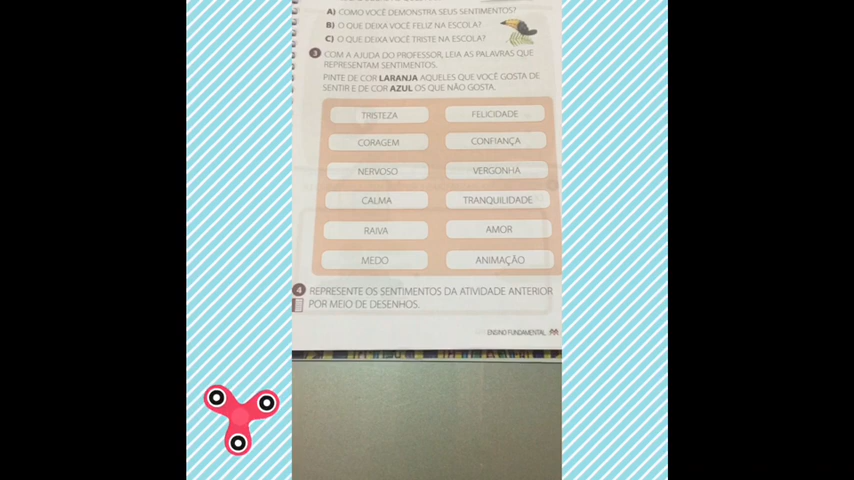 A) COMO VOCÊ DEMONSTRA SEUS SENTIMENTOS?
B) O QUE DEIXA VOCÊ FELIZ NA ESCOLA?
C) O QUE DEIXA VOCÊ TRISTE NA ESCOLA?
3 COM A AJUDA DO PROFESSOR, LEIA AS PALAVRAS QUE
REPRESENTAM SENTIMENTOS.
PINTE DE COR LARANJA AQUELES QUE VOCÊ GOSTA DE
SENTIR E DE COR AZUL OS QUE NÃO GOSTA.
TRISTEZA FELICIDADE
CORAGEM CONFIANÇA
NERVOSO VERGONHA
CALMA TRANQUILIDADE
RAIVA AMOR
MEDO ANIMAÇÃO
4 REPRESENTE OS SENTIMENTOS DA ATIVIDADE ANTERIOR
POR MEIO DE DESENHOS.
ENSINO FUNDAMENTAL